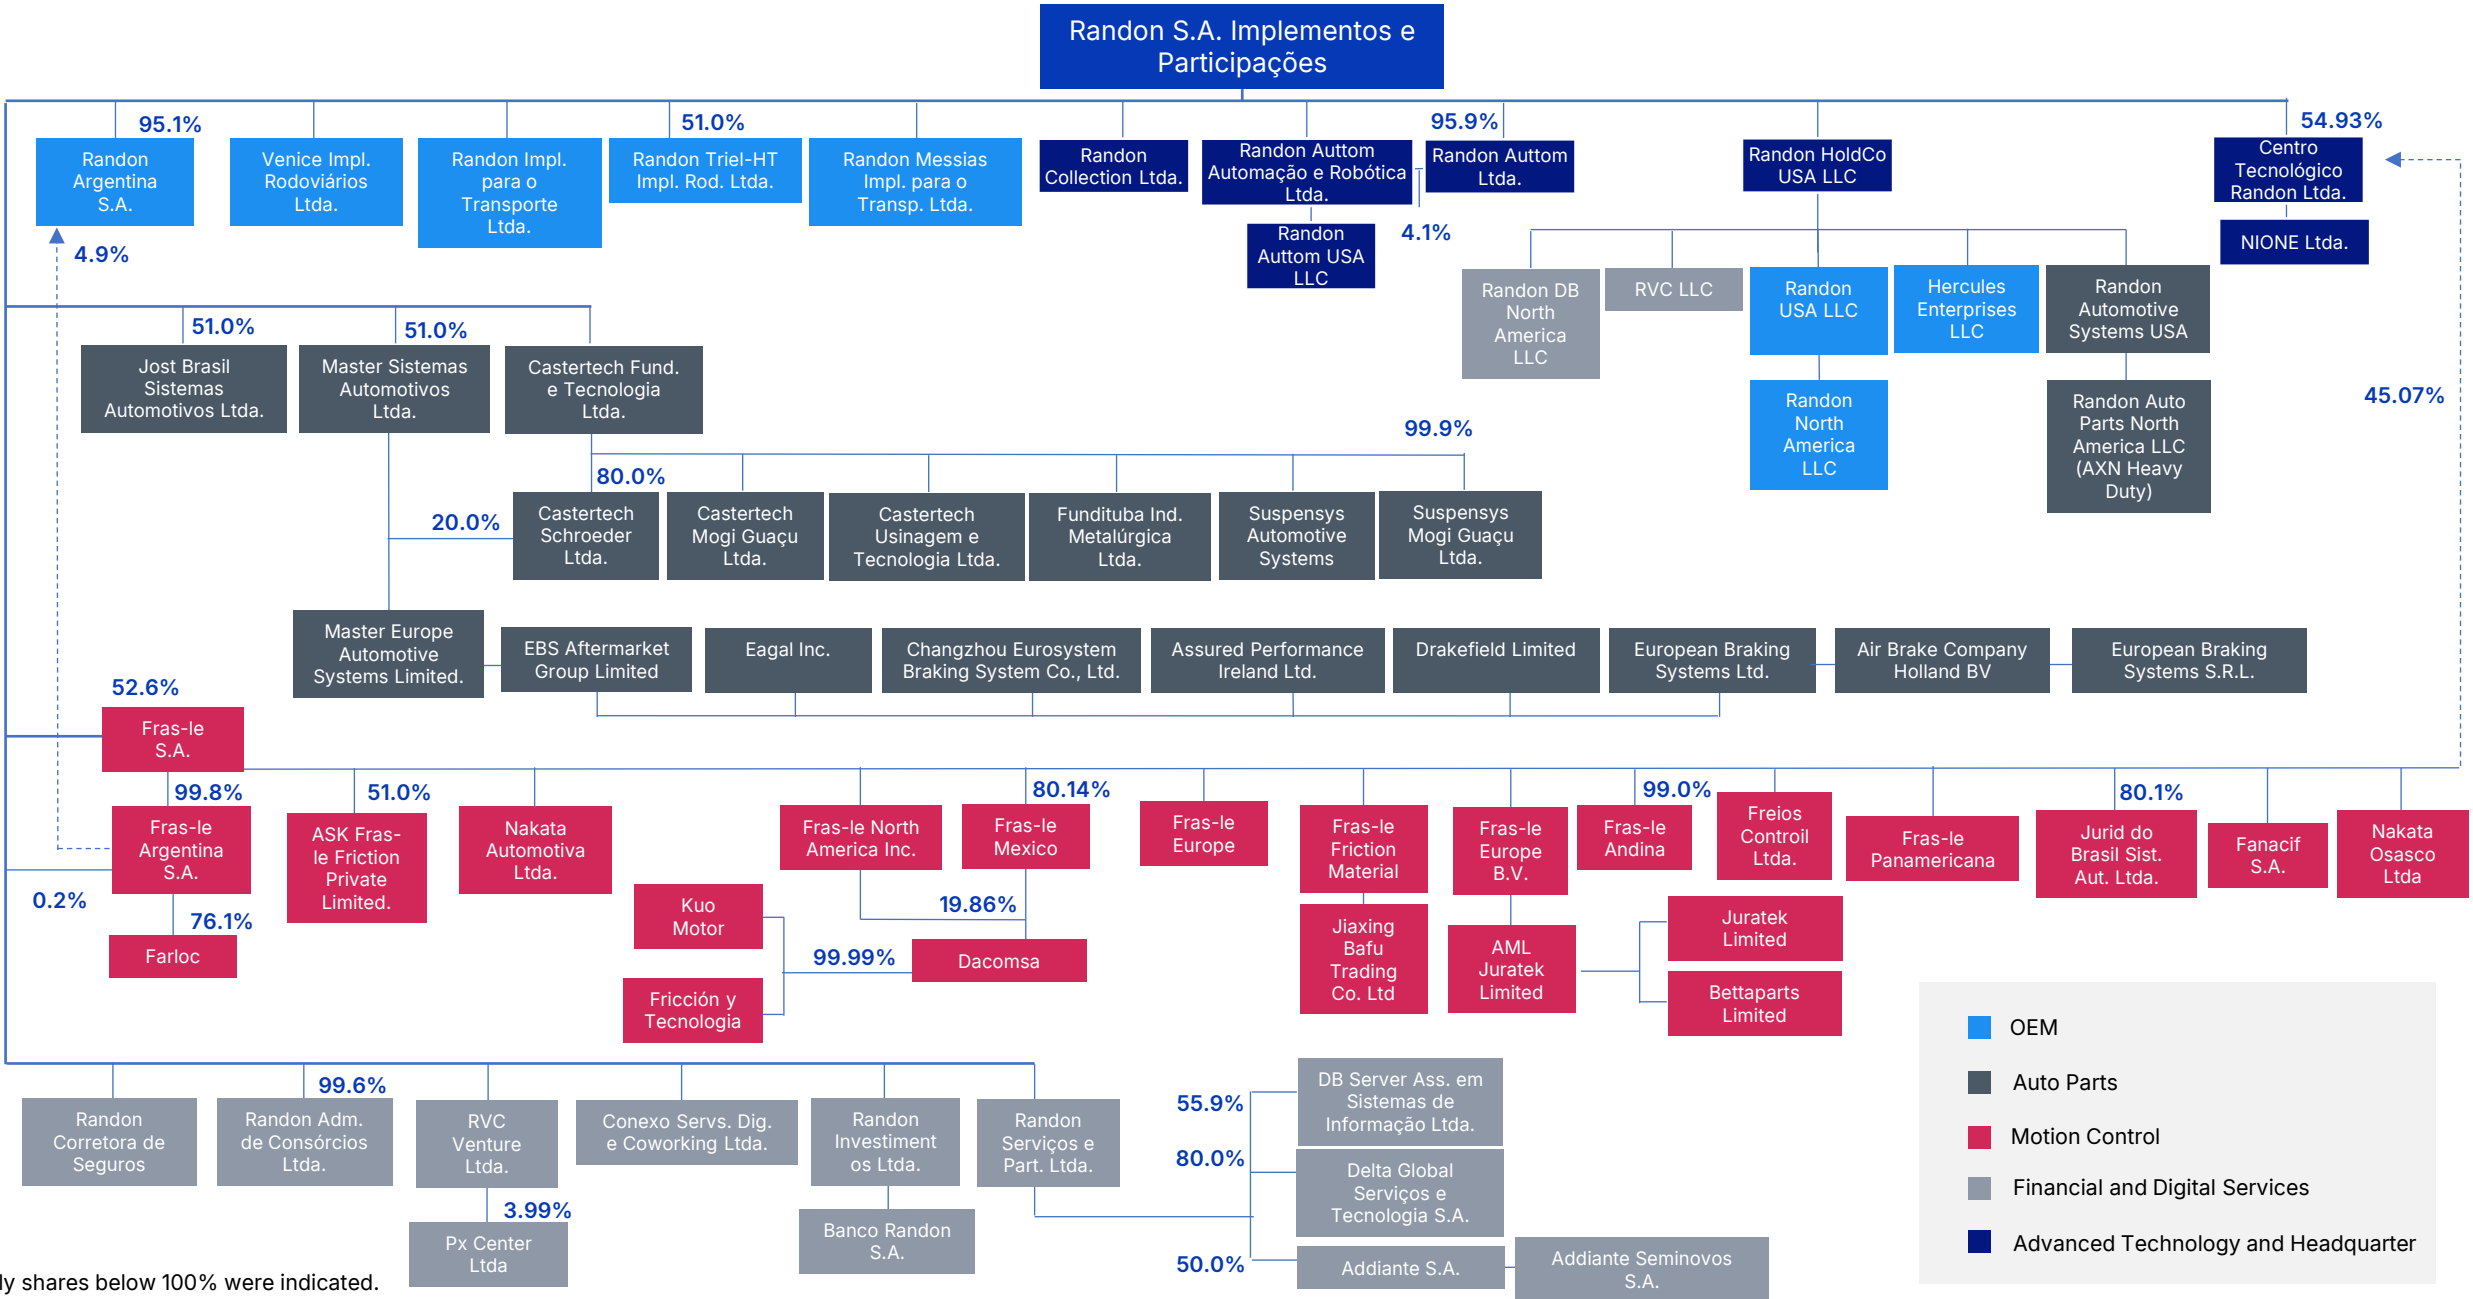 Randon S.A. Implementos e
Participações
95.1%
51.0%
95.9%
54.93%
Randon
Argentina
S.A.
Venice Impl.
Rodoviários
Ltda.
Randon Impl.
para o
Transporte
Ltda.
Randon Triel-HT
Impl. Rod. Ltda.
Randon Messias
Impl. para o
Transp. Ltda.
Randon
Collection Ltda.
Randon Auttom
Automação e Robótica
Ltda.
Randon Auttom
Ltda.
Randon HoldCo
USA LLC
Centro
Tecnológico
Randon Ltda.
4.9%
Randon
Auttom USA
LLC
4.1%
NIONE Ltda.
Randon DB
North
America
LLC
RVC LLC
Randon
USA LLC
Hercules
Enterprises
LLC
Randon
Automotive
Systems USA
51.0%
51.0%
Jost Brasil
Sistemas
Automotivos Ltda.
Master Sistemas
Automotivos
Ltda.
Castertech Fund.
e Tecnologia
Ltda.
Randon
North
America
LLC
Randon Auto
Parts North
America LLC
(AXN Heavy
Duty)
45.07%
99.9%
80.0%
20.0%
Castertech
Schroeder
Ltda.
Castertech
Mogi Guaçu
Ltda.
Castertech
Usinagem e
Tecnologia Ltda.
Fundituba Ind.
Metalúrgica
Ltda.
Suspensys
Automotive
Systems
Suspensys
Mogi Guaçu
Ltda.
Master Europe
Automotive
Systems Limited.
EBS Aftermarket
Group Limited
Eagal Inc.
Changzhou Eurosystem
Braking System Co., Ltd.
Assured Performance
Ireland Ltd.
Drakefield Limited
European Braking
Systems Ltd.
Air Brake Company
Holland BV
European Braking
Systems S.R.L.
52.6%
Fras-le
S.A.
99.8%
51.0%
80.14%
99.0%
80.1%
Fras-le
Argentina
S.A.
ASK Fras-
le Friction
Private
Limited.
Nakata
Automotiva
Ltda.
Fras-le North
America Inc.
Fras-le
Mexico
Fras-le
Europe
Fras-le
Friction
Material
Fras-le
Europe
B.V.
Fras-le
Andina
Freios
Controil
Ltda.
Fras-le
Panamericana
Jurid do
Brasil Sist.
Aut. Ltda.
Fanacif
S.A.
Nakata
Osasco
Ltda
0.2%
76.1%
Farloc
Kuo
Motor
19.86%
99.99%
Dacomsa
Fricción y
Tecnologia
Jiaxing
Bafu
Trading
Co. Ltd
AML
Juratek
Limited
Juratek
Limited
Bettaparts
Limited
OEM
Auto Parts
Motion Control
Financial and Digital Services
Advanced Technology and Headquarter
99.6%
Randon
Corretora de
Seguros
Randon Adm.
de Consórcios
Ltda.
RVC
Venture
Ltda.
Conexo Servs. Dig.
e Coworking Ltda.
Randon
Investiment
os Ltda.
Randon
Serviços e
Part. Ltda.
55.9%
80.0%
50.0%
DB Server Ass. em
Sistemas de
Informação Ltda.
Delta Global
Serviços e
Tecnologia S.A.
Addiante S.A.
Addiante Seminovos
S.A.
3.99%
Px Center
Ltda
Banco Randon
S.A.
ly shares below 100% were indicated.